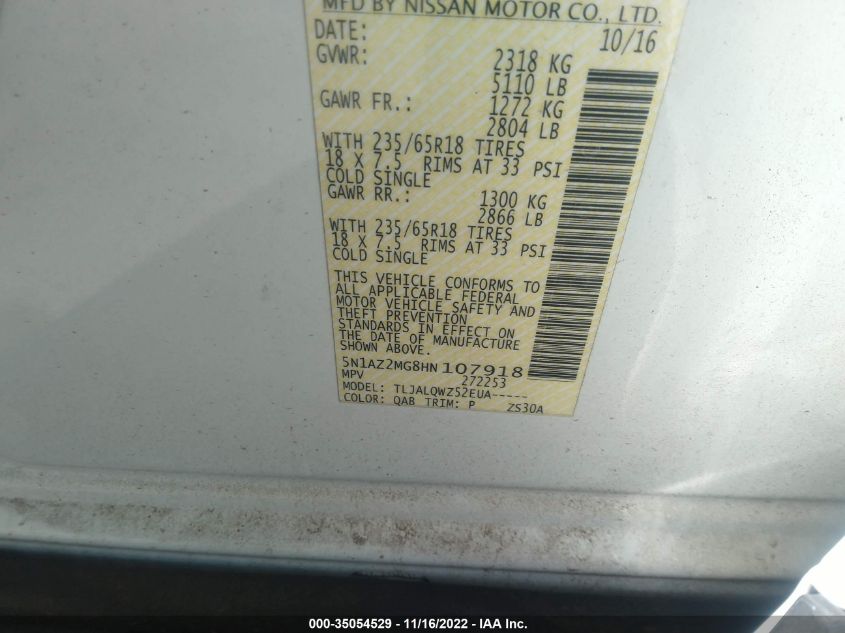 MFD BY NISSAN MOTOR CO., LTD.
DATE: 10/16
GVWR: 2318 KG
5110 LB
GAWR FR.: 1272 KG
2804 LB
WITH 235/65R18 TIRES
18 X 7.5 RIMS AT 33 PSI
COLD SINGLE
GAWR RR.: 1300 KG
2866 LB
WITH 235/65R18 TIRES
18 X 7.5 RIMS AT 33 PSI
COLD SINGLE
THIS VEHICLE CONFORMS TO
ALL APPLICABLE FEDERAL
MOTOR VEHICLE SAFETY AND
THEFT PREVENTION
STANDARDS IN EFFECT ON
THE DATE OF MANUFACTURE
SHOWN ABOVE.
5N1AZ2MG8HN107918
MPV 272253
MODEL: TLJALQWZ52EUA-----
COLOR: QAB TRIM: P ZS30A
000-35054529 - 11/16/2022 - IAA Inc.